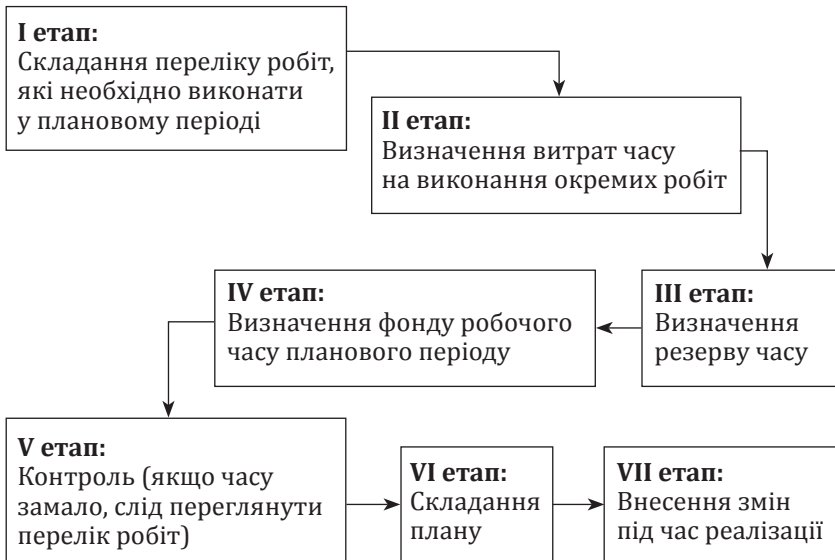 I етап:
Складання переліку робіт,
які необхідно виконати
у плановому періоді
II етап:
Визначення витрат часу
на виконання окремих робіт
III етап:
Визначення
резерву часу
IV етап:
Визначення фонду робочого
часу планового періоду
V етап:
Контроль (якщо часу
замало, слід переглянути
перелік робіт)
VI етап:
Складання
плану
VII етап:
Внесення змін
під час реалізації